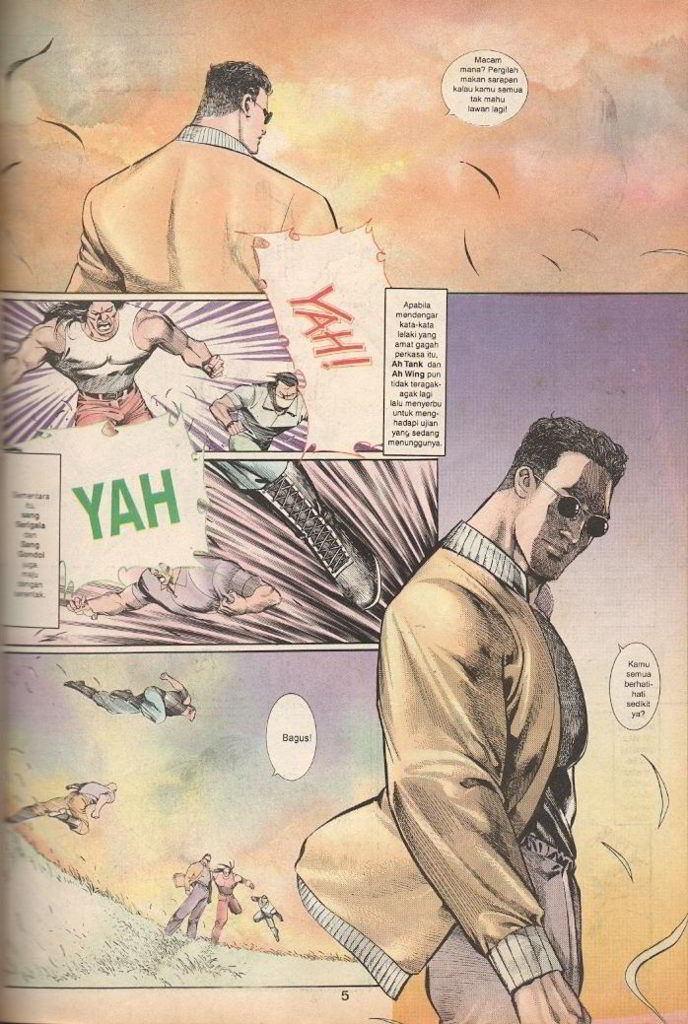 Macam
mana? Pergilah
makan sarapan
kalau kamu semua
tak mahu
lawan lagi!
YAH!
Apabila
mendengar
kata-kata
lelaki yang
amat gagah
perkasa itu,
Ah Tank dan
Ah Wing pun
tidak teragak-
agak lagi
lalu menyerbu
untuk meng-
hadapi ujian
yang sedang
menunggunya.
YAH
Sementara
itu,
sang
Serigala
dan
Sang
Gondol
juga
maju
dengan
serentak.
Kamu
semua
berhati-
hati
sedikit
ya?
Bagus!
5